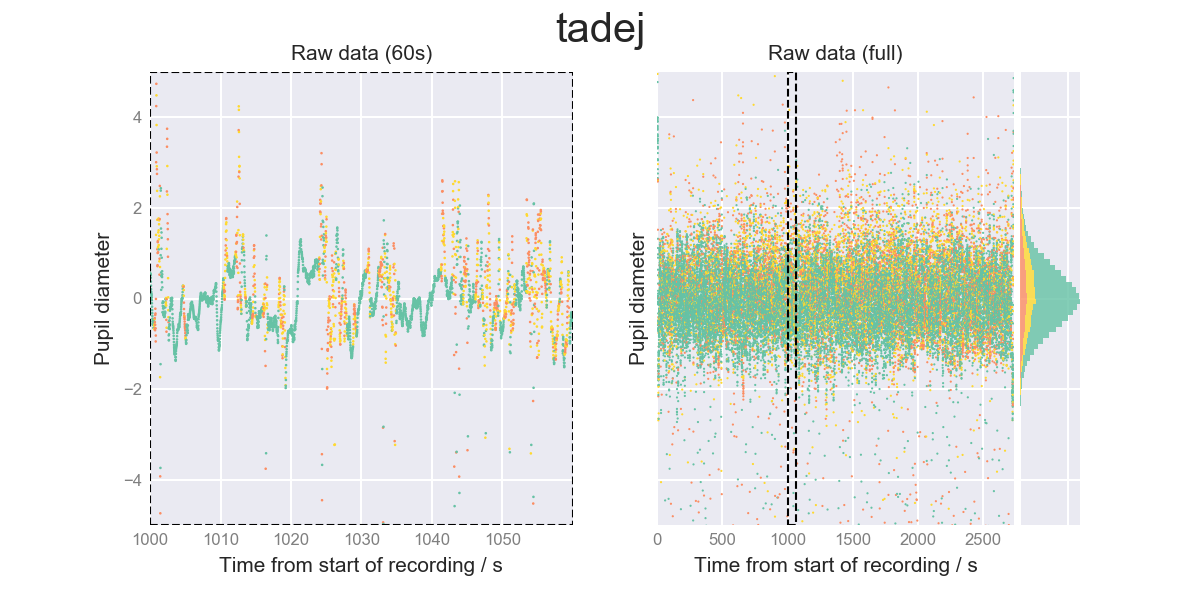 tadej
Raw data (60s)
Raw data (full)
Pupil diameter
4
2
0
−2
−4
1000 1010 1020 1030 1040 1050
Time from start of recording / s
Pupil diameter
0 500 1000 1500 2000 2500
Time from start of recording / s